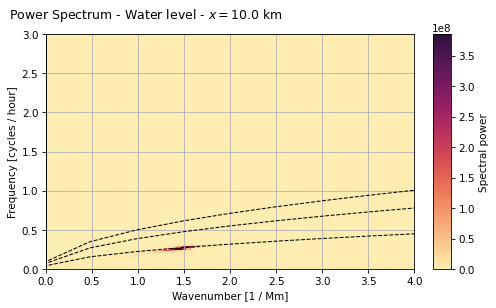 Power Spectrum - Water level - x = 10.0 km
1e8
3.0
2.5
2.0
1.5
1.0
0.5
0.0
Frequency [cycles / hour]
0.0 0.5 1.0 1.5 2.0 2.5 3.0 3.5 4.0
Wavenumber [1 / Mm]
3.5
3.0
2.5
2.0
1.5
1.0
0.5
0.0
Spectral power